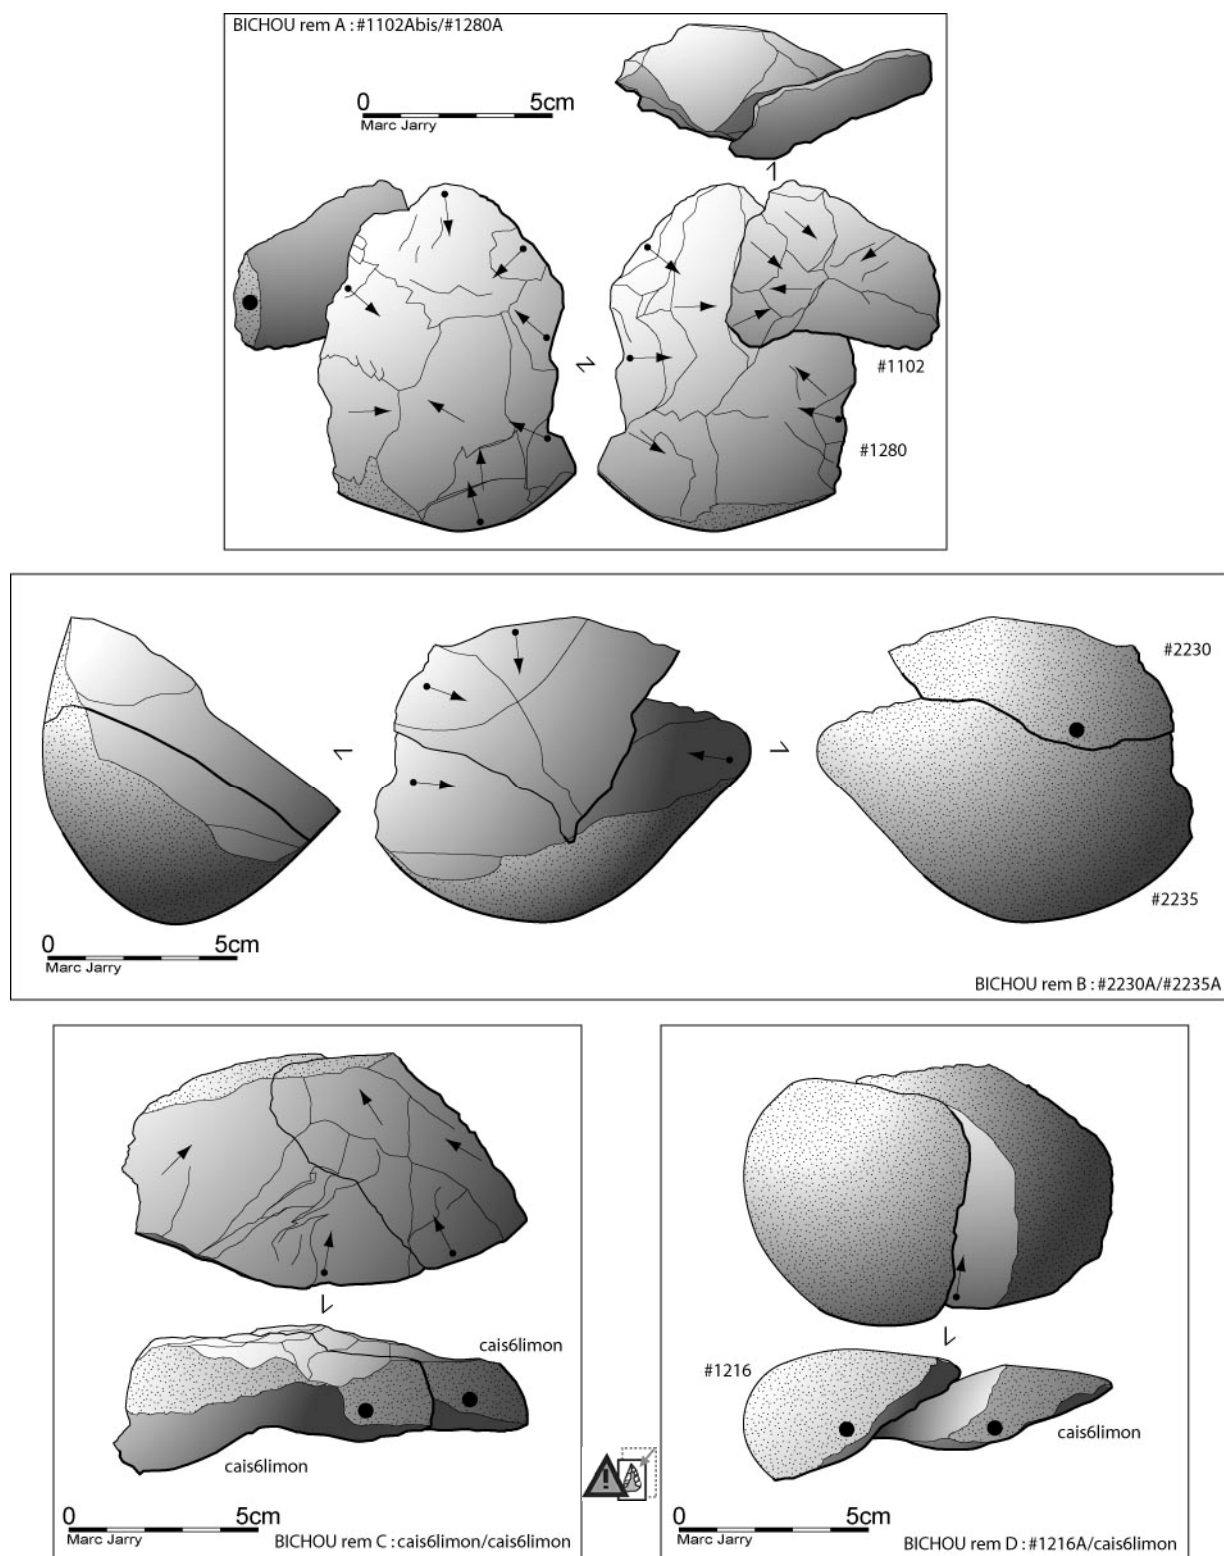 BICHOU rem A : #1102Abis/#1280A
0 5cm
Marc Jarry
#1102
#1280
#2230
#2235
0 5cm
Marc Jarry
BICHOU rem B : #2230A/#2235A
cais6limon
cais6limon
0 5cm
Marc Jarry
BICHOU rem C : cais6limon/cais6limon
#1216
cais6limon
0 5cm
Marc Jarry
BICHOU rem D : #1216A/cais6limon